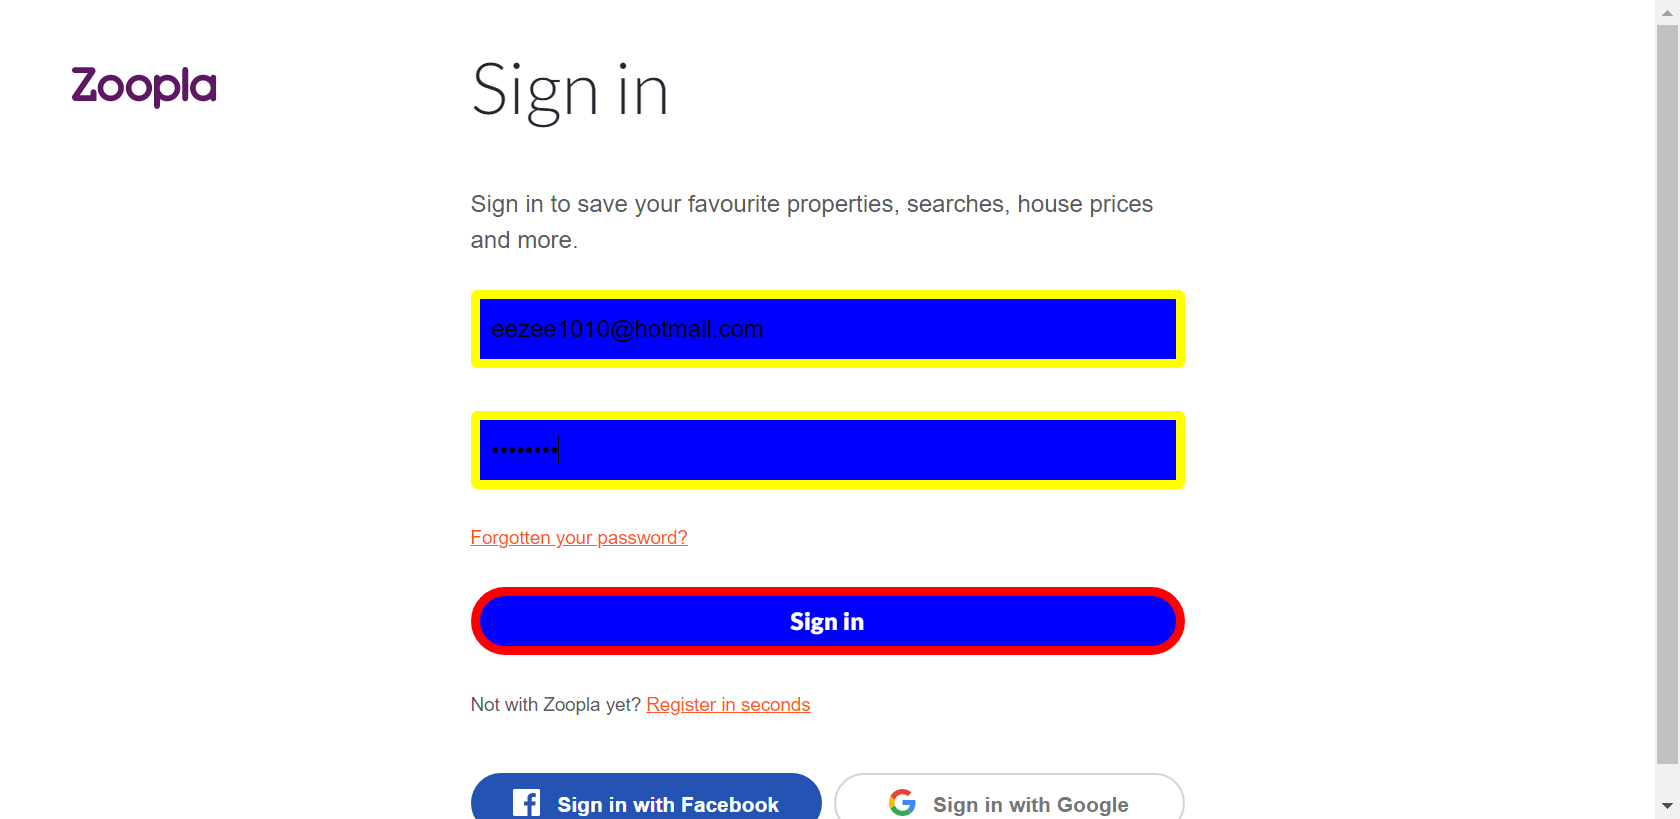 Zoopla
Sign in
Sign in to save your favourite properties, searches, house prices
and more.
eezee1010@hotmail.com
••••••••
Forgotten your password?
Sign in
Not with Zoopla yet? Register in seconds
Sign in with Facebook
Sign in with Google